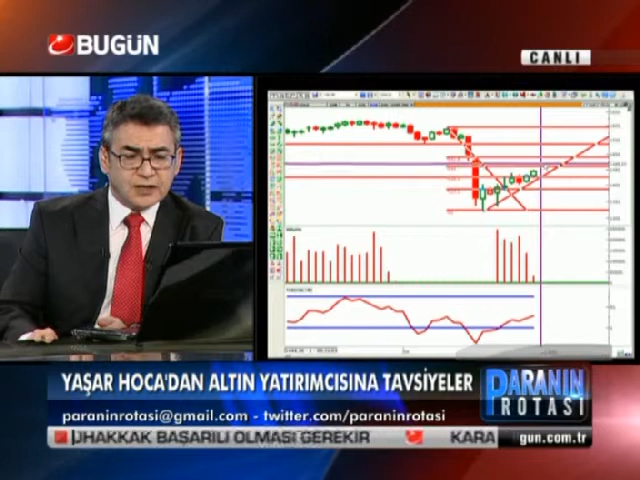 BUGÜN
CANLI
YAŞAR HOCA'DAN ALTIN YATIRIMCISINA TAVSİYELER
PARANIN ROTASI
paraninrotasi@gmail.com - twitter.com/paraninrotasi
UHAKKAK BAŞARILI OLMASI GEREKİR
KARA
gun.com.tr